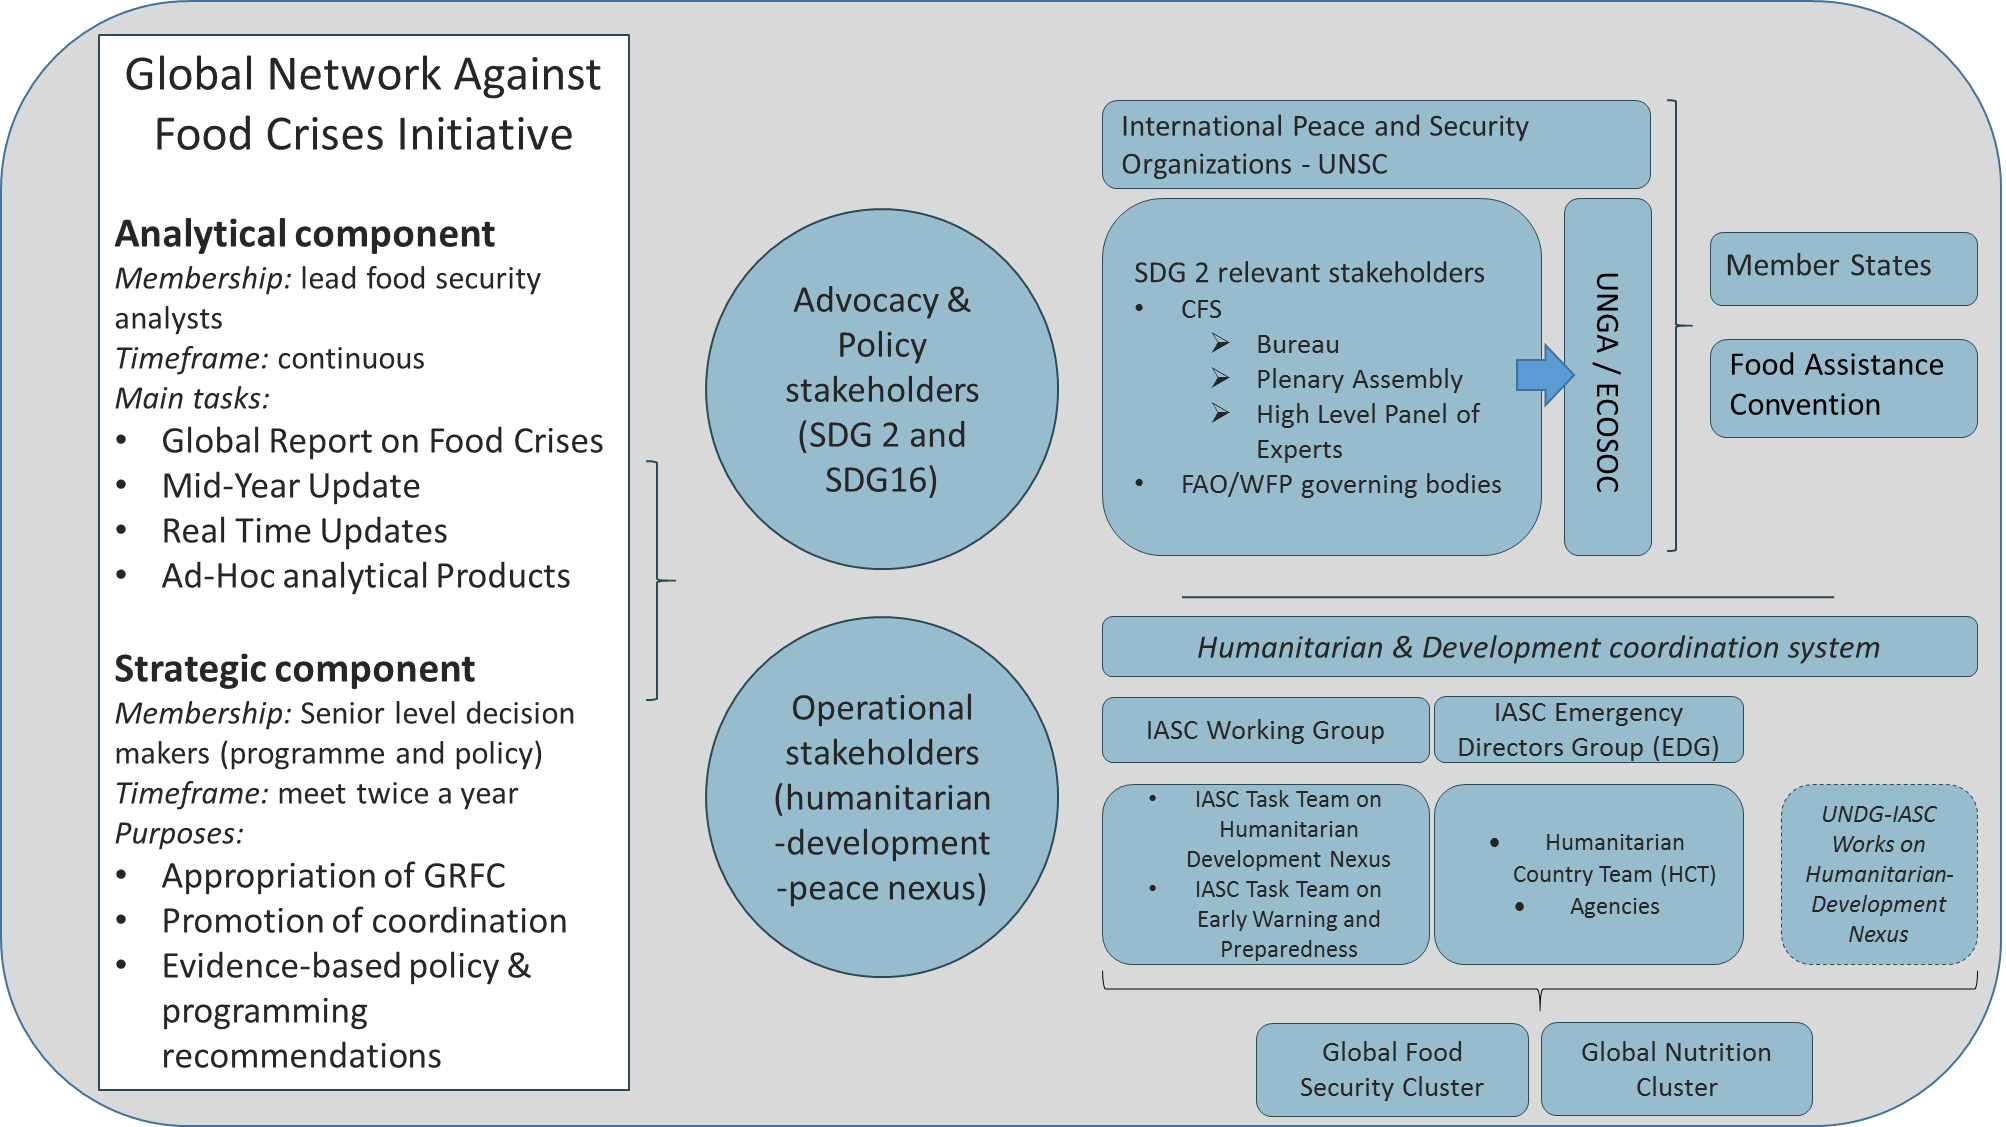 Global Network Against
Food Crises Initiative
Analytical component
Membership: lead food security
analysts
Timeframe: continuous
Main tasks:
• Global Report on Food Crises
• Mid-Year Update
• Real Time Updates
• Ad-Hoc analytical Products
Strategic component
Membership: Senior level decision
makers (programme and policy)
Timeframe: meet twice a year
Purposes:
• Appropriation of GRFC
• Promotion of coordination
• Evidence-based policy &
programming
recommendations
Advocacy &
Policy
stakeholders
(SDG 2 and
SDG16)
Operational
stakeholders
(humanitarian
-development
-peace nexus)
International Peace and Security
Organizations - UNSC
SDG 2 relevant stakeholders
• CFS
➢ Bureau
➢ Plenary Assembly
➢ High Level Panel of
Experts
• FAO/WFP governing bodies
UNGA / ECOSOC
Member States
Food Assistance
Convention
Humanitarian & Development coordination system
IASC Working Group
IASC Emergency
Directors Group (EDG)
• IASC Task Team on
Humanitarian
Development Nexus
• IASC Task Team on
Early Warning and
Preparedness
• Humanitarian
Country Team (HCT)
• Agencies
UNDG-IASC
Works on
Humanitarian-
Development
Nexus
Global Food
Security Cluster
Global Nutrition
Cluster